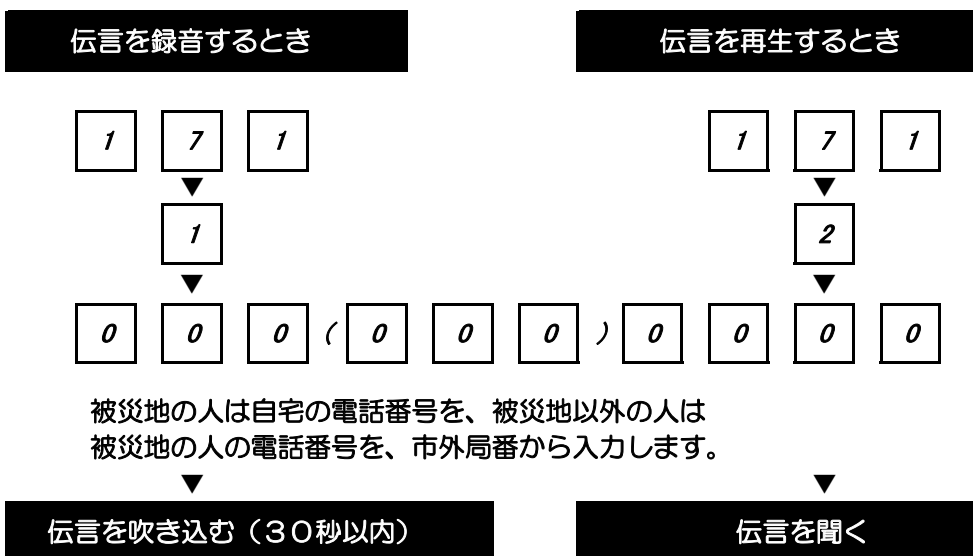 伝言を録音するとき
伝言を再生するとき
1 7 1
1 7 1
▼
▼
1
2
▼
▼
0 0 0 ( 0 0 0 ) 0 0 0 0
被災地の人は自宅の電話番号を、被災地以外の人は
被災地の人の電話番号を、市外局番から入力します。
▼
▼
伝言を吹き込む（３０秒以内）
伝言を聞く